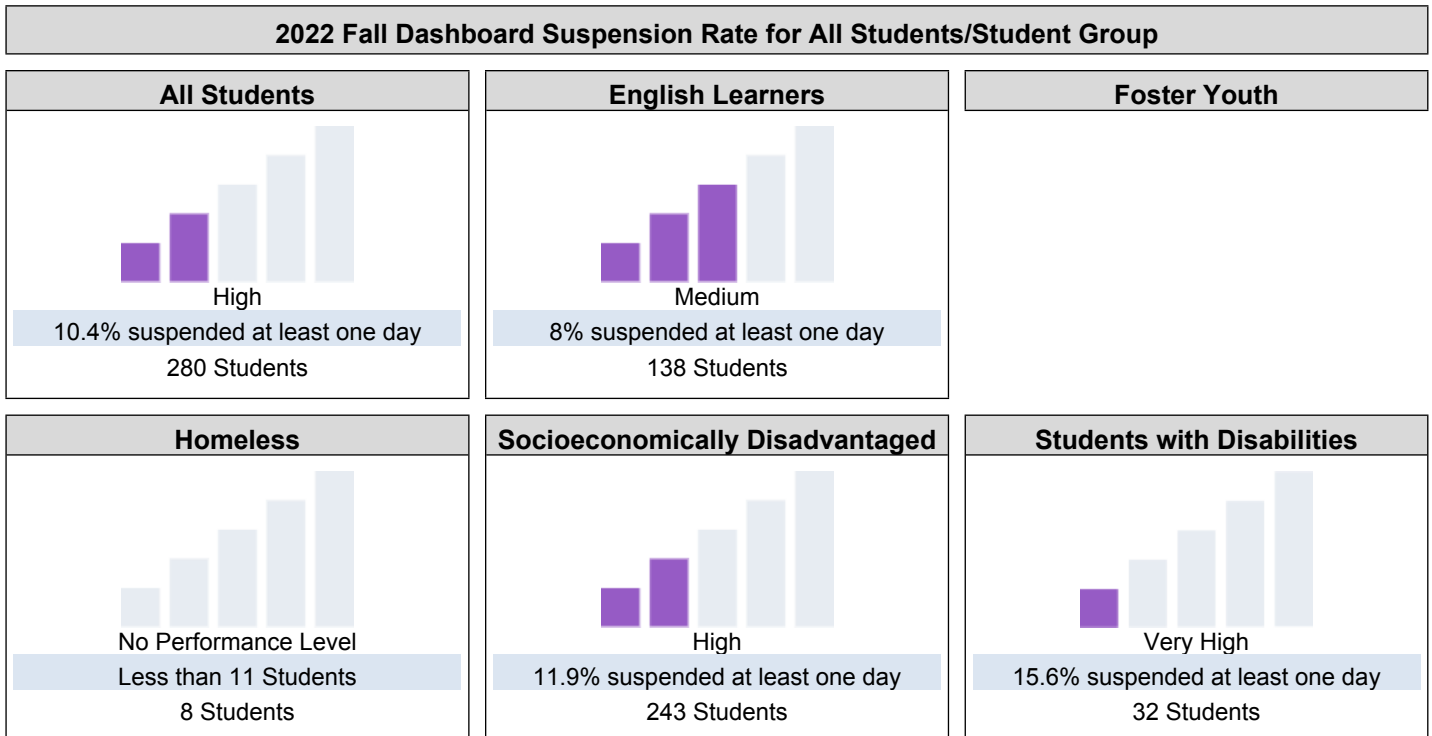 2022 Fall Dashboard Suspension Rate for All Students/Student Group
All Students
High
10.4% suspended at least one day
280 Students
English Learners
Medium
8% suspended at least one day
138 Students
Foster Youth
Homeless
No Performance Level
Less than 11 Students
8 Students
Socioeconomically Disadvantaged
High
11.9% suspended at least one day
243 Students
Students with Disabilities
Very High
15.6% suspended at least one day
32 Students